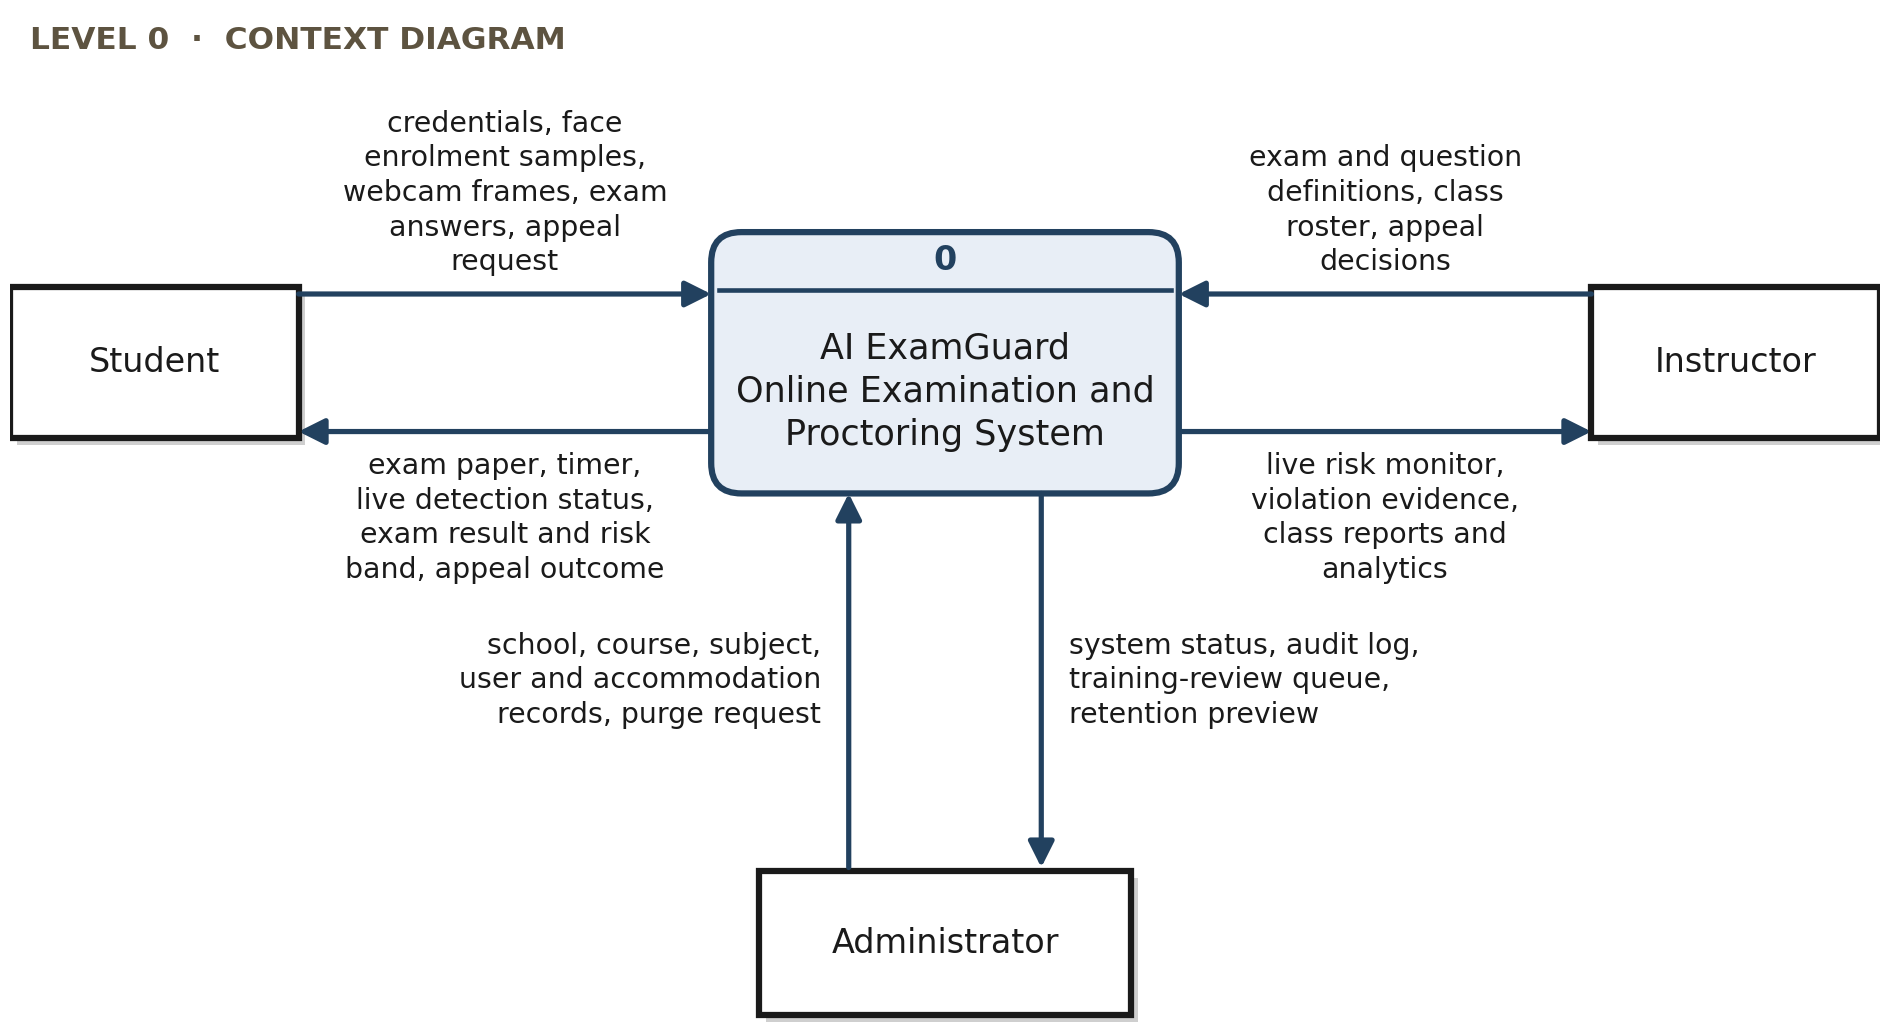 LEVEL 0 · CONTEXT DIAGRAM
credentials, face
enrolment samples,
webcam frames, exam
answers, appeal
request
exam and question
definitions, class
roster, appeal
decisions
0
Student
AI ExamGuard
Online Examination and
Proctoring System
Instructor
exam paper, timer,
live detection status,
exam result and risk
band, appeal outcome
live risk monitor,
violation evidence,
class reports and
analytics
school, course, subject,
user and accommodation
records, purge request
system status, audit log,
training-review queue,
retention preview
Administrator